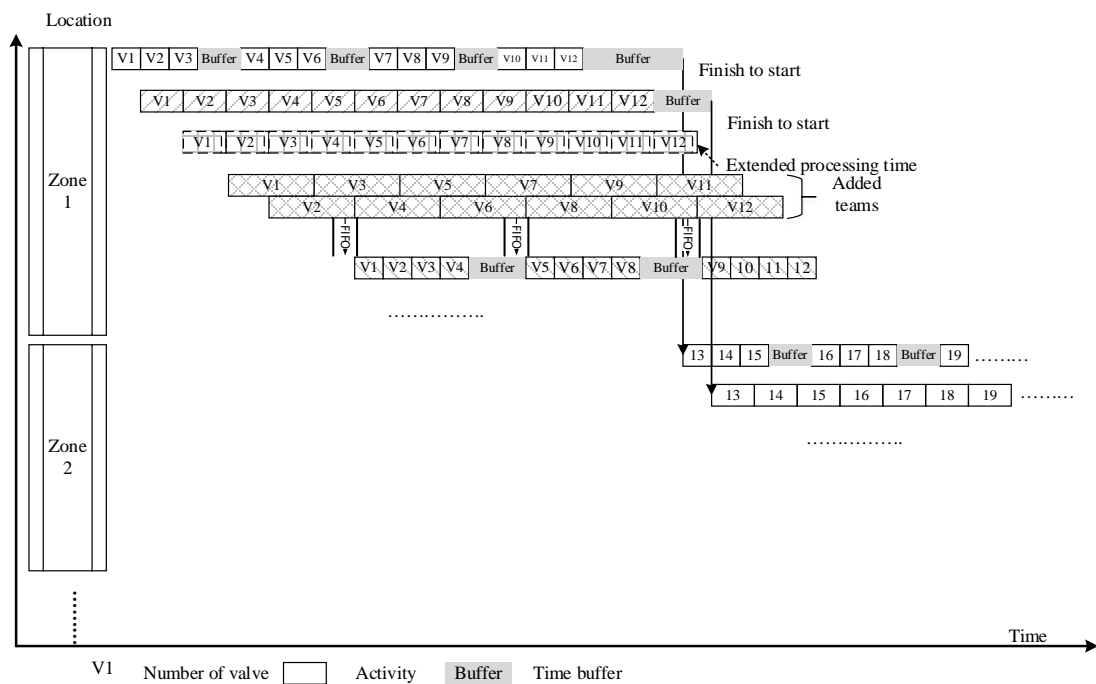 Location
V1 V2 V3 Buffer V4 V5 V6 Buffer V7 V8 V9 Buffer V10 V11 V12 Buffer
Finish to start
V1 V2 V3 V4 V5 V6 V7 V8 V9 V10 V11 V12 Buffer
Finish to start
V1 V2 V3 V4 V5 V6 V7 V8 V9 V10 V11 V12
Extended processing time
V1 V3 V5 V7 V9 V11
Added
teams
V2 V4 V6 V8 V10 V12
Zone
1
FIFO FIFO FIFO
V1 V2 V3 V4 Buffer V5 V6 V7 V8 Buffer V9 10 11 12
………………..
13 14 15 Buffer 16 17 18 Buffer 19 ………
13 14 15 16 17 18 19 ………
Zone
2
………………..
Time
V1 Number of valve Activity Buffer Time buffer